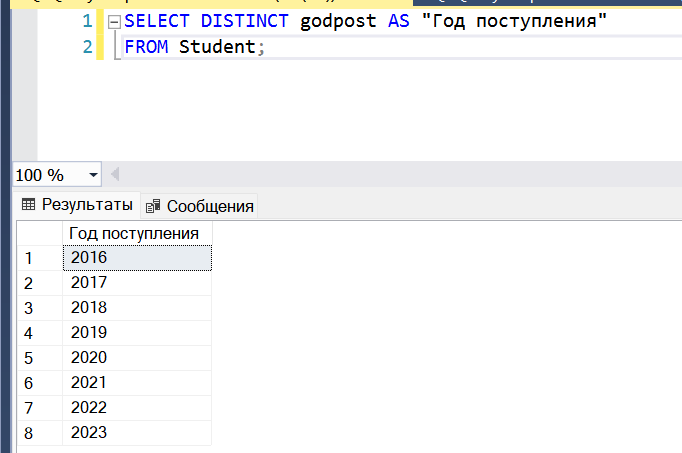 1 SELECT DISTINCT godpost AS "Год поступления"
2 FROM Student;
100 %
Результаты Сообщения
Год поступления
1 2016
2 2017
3 2018
4 2019
5 2020
6 2021
7 2022
8 2023